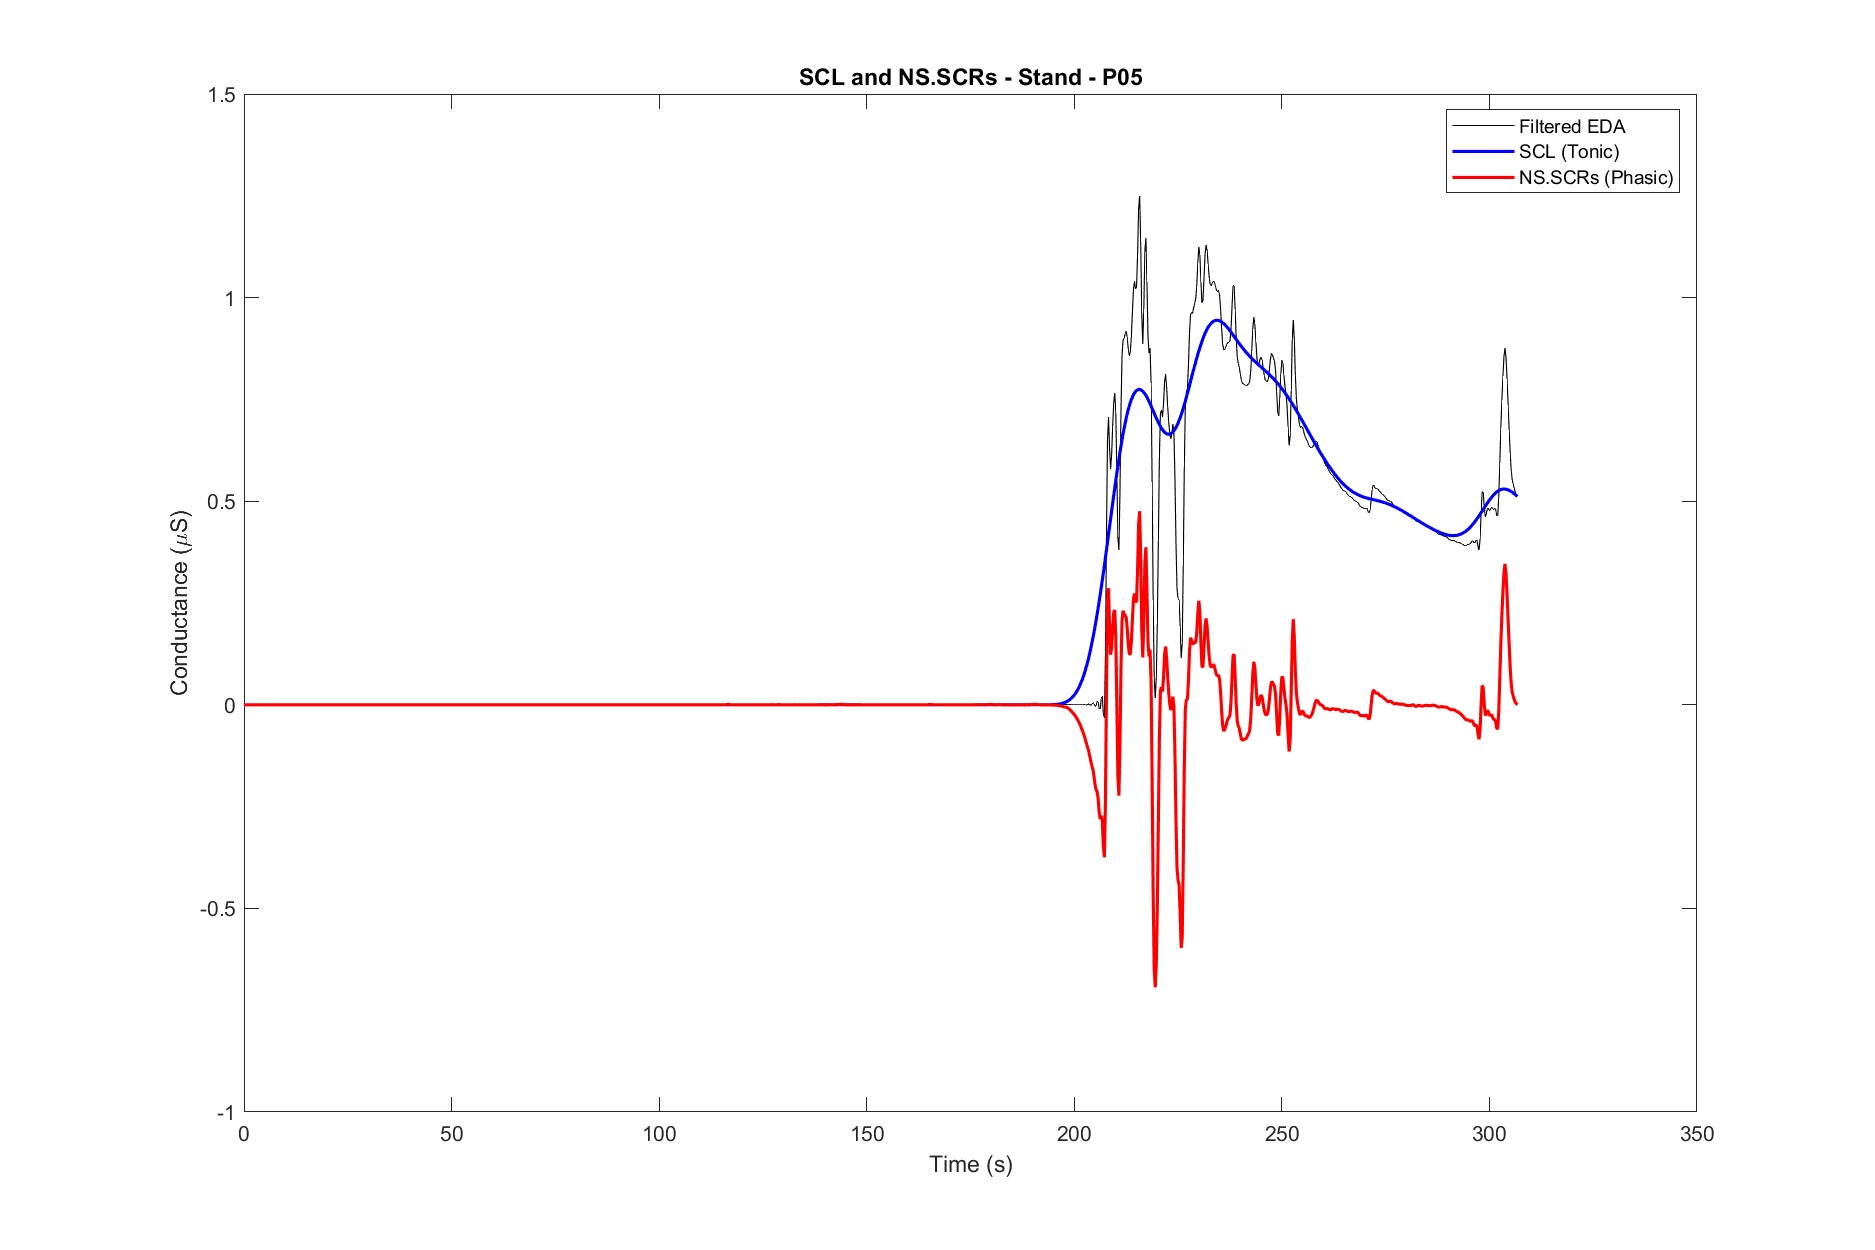 SCL and NS.SCRs - Stand - P05
Filtered EDA
SCL (Tonic)
NS.SCRs (Phasic)
Conductance (μS)
1.5
1
0.5
0
-0.5
-1
0 50 100 150 200 250 300 350
Time (s)